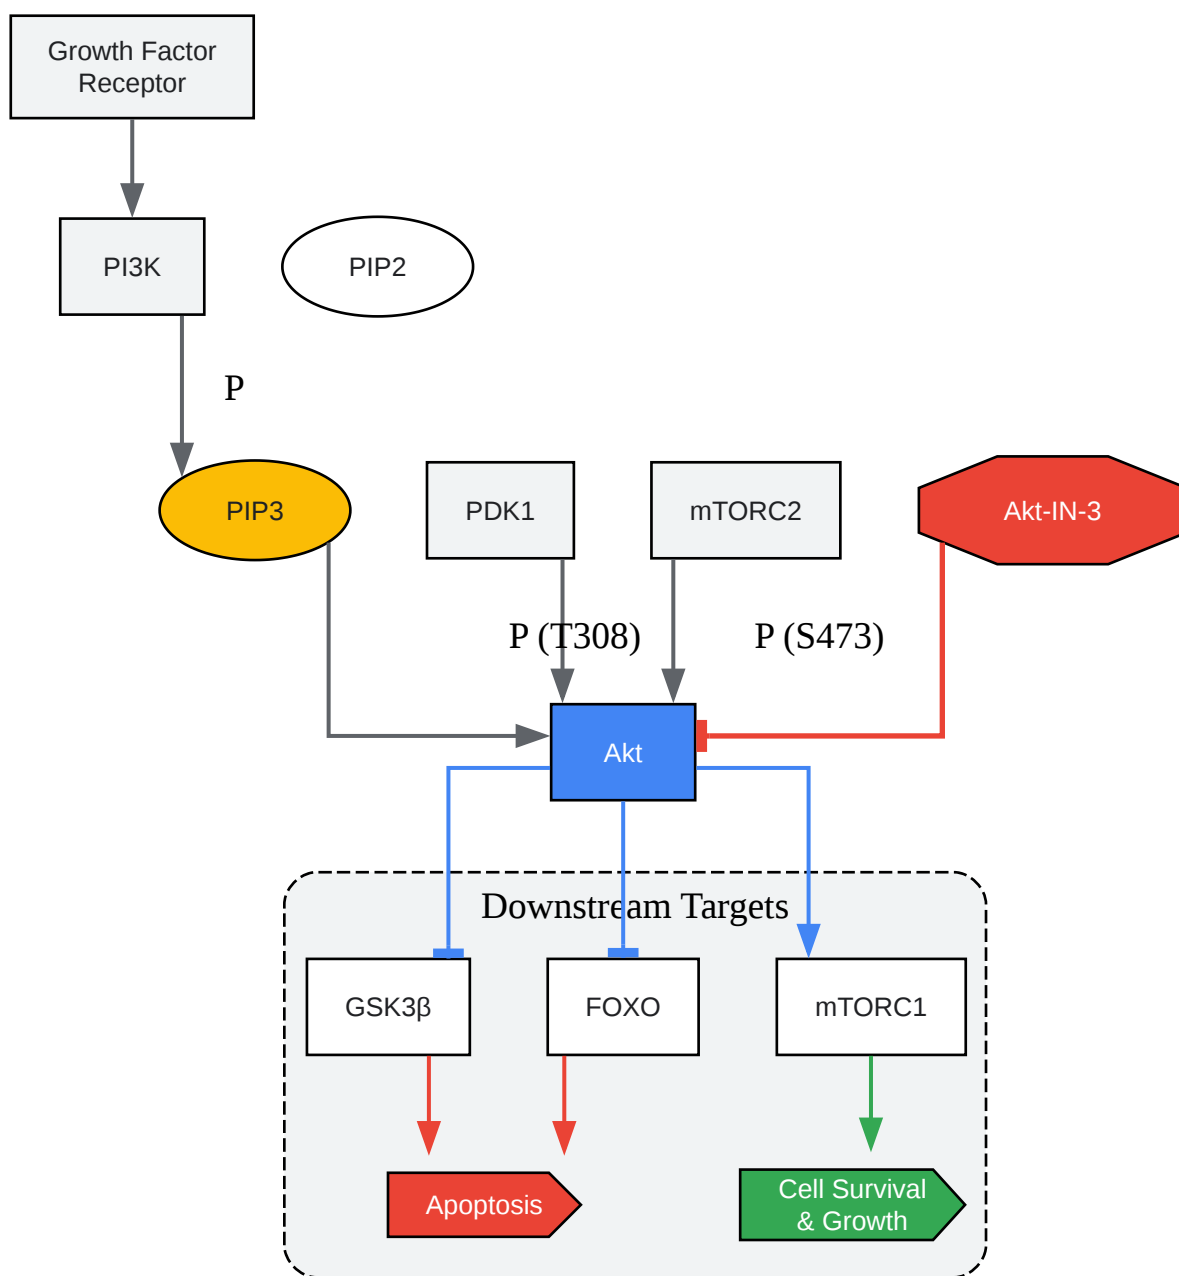 Growth Factor
Receptor
PI3K
PIP2
P
PIP3
PDK1
mTORC2
Akt-IN-3
P (T308)
P (S473)
Akt
Downstream Targets
GSK3β
FOXO
mTORC1
Apoptosis
Cell Survival
& Growth